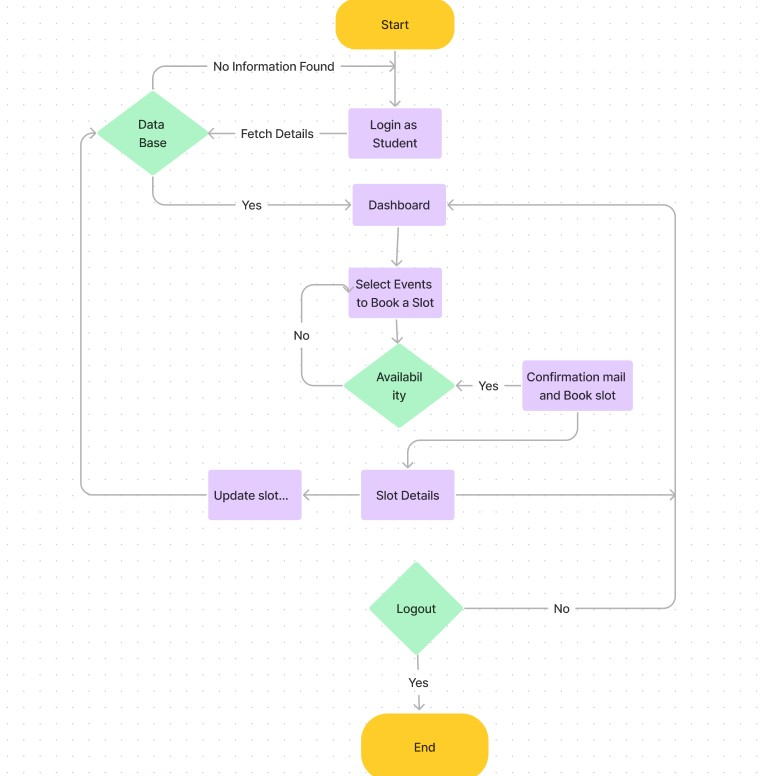 Start
No Information Found
Data
Base
Fetch Details
Login as
Student
Yes
Dashboard
Select Events
to Book a Slot
No
Availabil
ity
Yes
Confirmation mail
and Book slot
Update slot...
Slot Details
Logout
No
Yes
End